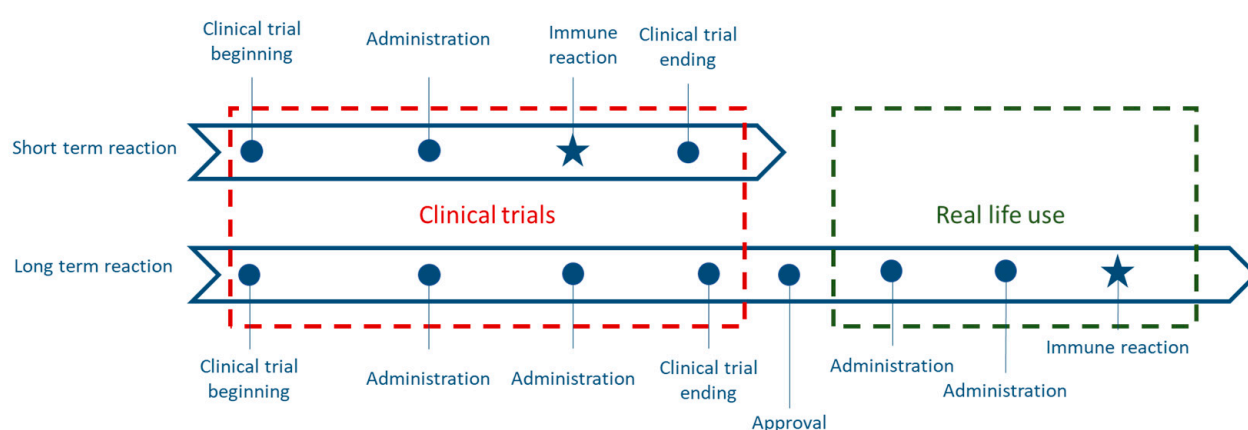 Clinical trial
beginning
Administration
Immune
reaction
Clinical trial
ending
Short term reaction
Clinical trials
Real life use
Long term reaction
Clinical trial
beginning
Administration
Administration
Clinical trial
ending
Approval
Administration
Administration
Immune reaction